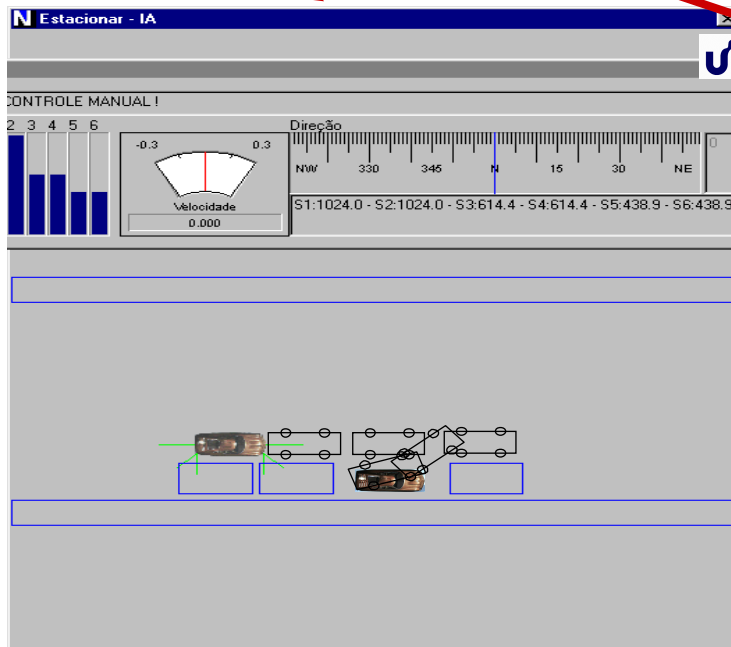 N Estacionar - IA
CONTROLE MANUAL !
2 3 4 5 6
-0.3 0.3
Velocidade
0.000
Direção
0
NW 330 345 N 15 30 NE
S1:1024.0 - S2:1024.0 - S3:614.4 - S4:614.4 - S5:438.9 - S6:438.9